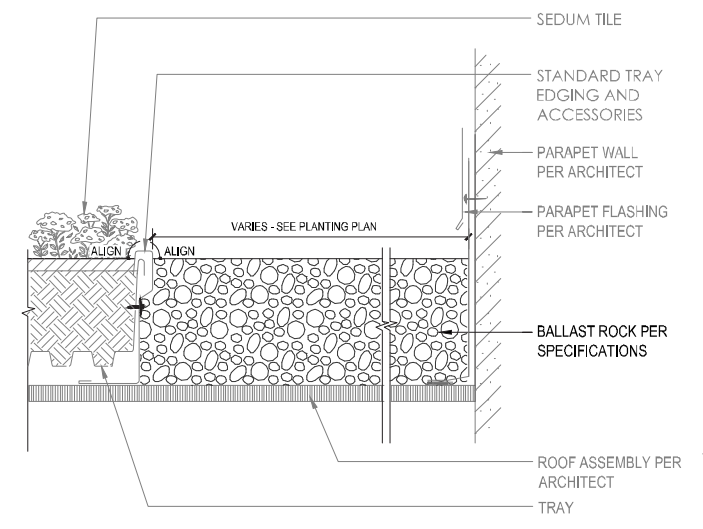 SEDUM TILE
STANDARD TRAY
EDGING AND
ACCESSORIES
PARAPET WALL
PER ARCHITECT
PARAPET FLASHING
PER ARCHITECT
VARIES - SEE PLANTING PLAN
ALIGN
ALIGN
BALLAST ROCK PER
SPECIFICATIONS
ROOF ASSEMBLY PER
ARCHITECT
TRAY